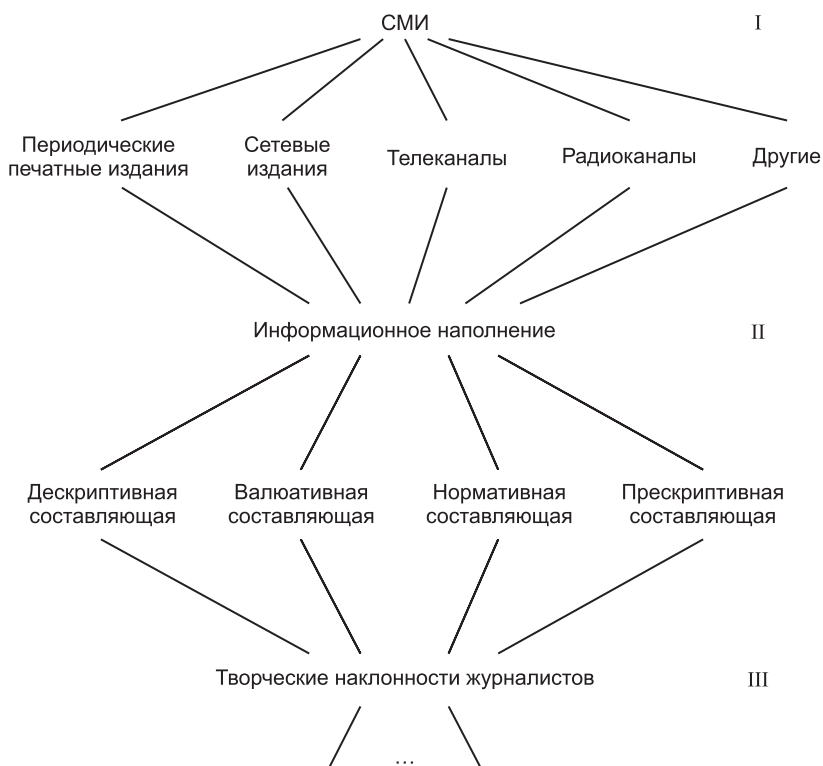 СМИ I
Периодические
печатные издания
Сетевые
издания
Телеканалы
Радиоканалы
Другие
Информационное наполнение II
Дескриптивная
составляющая
Валюативная
составляющая
Нормативная
составляющая
Прескриптивная
составляющая
Творческие наклонности журналистов III
...